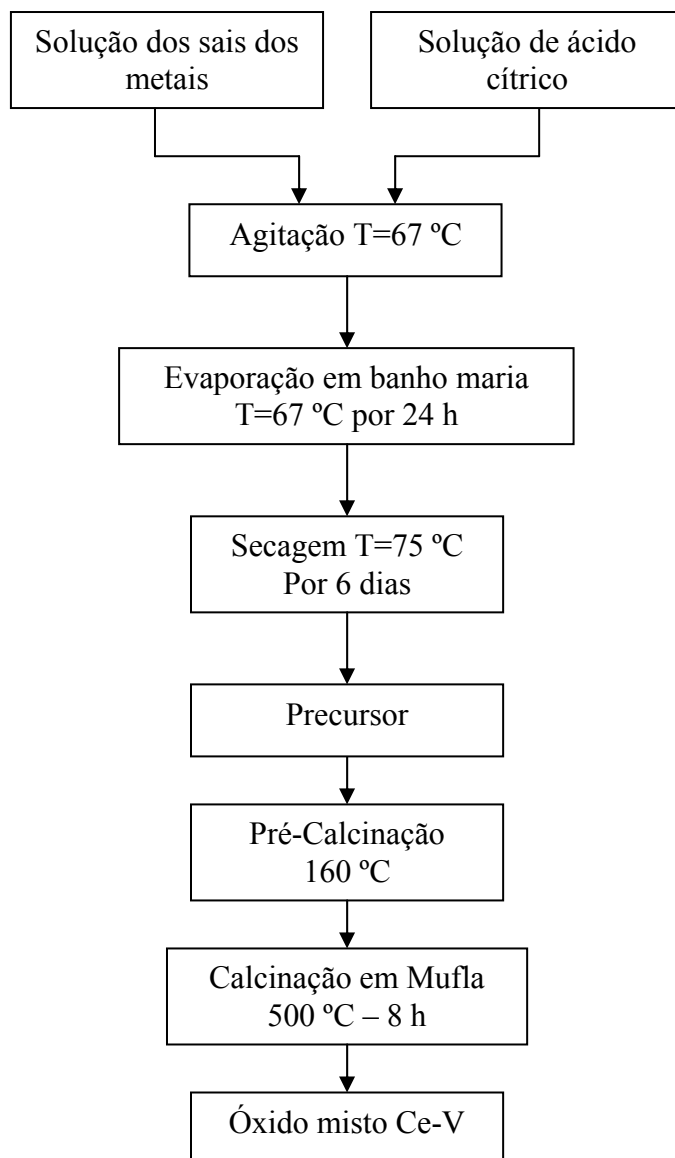 Solução dos sais dos
metais
Solução de ácido
cítrico
Agitação T=67 ºC
Evaporação em banho maria
T=67 ºC por 24 h
Secagem T=75 ºC
Por 6 dias
Precursor
Pré-Calcinação
160 ºC
Calcinação em Mufla
500 ºC – 8 h
Óxido misto Ce-V